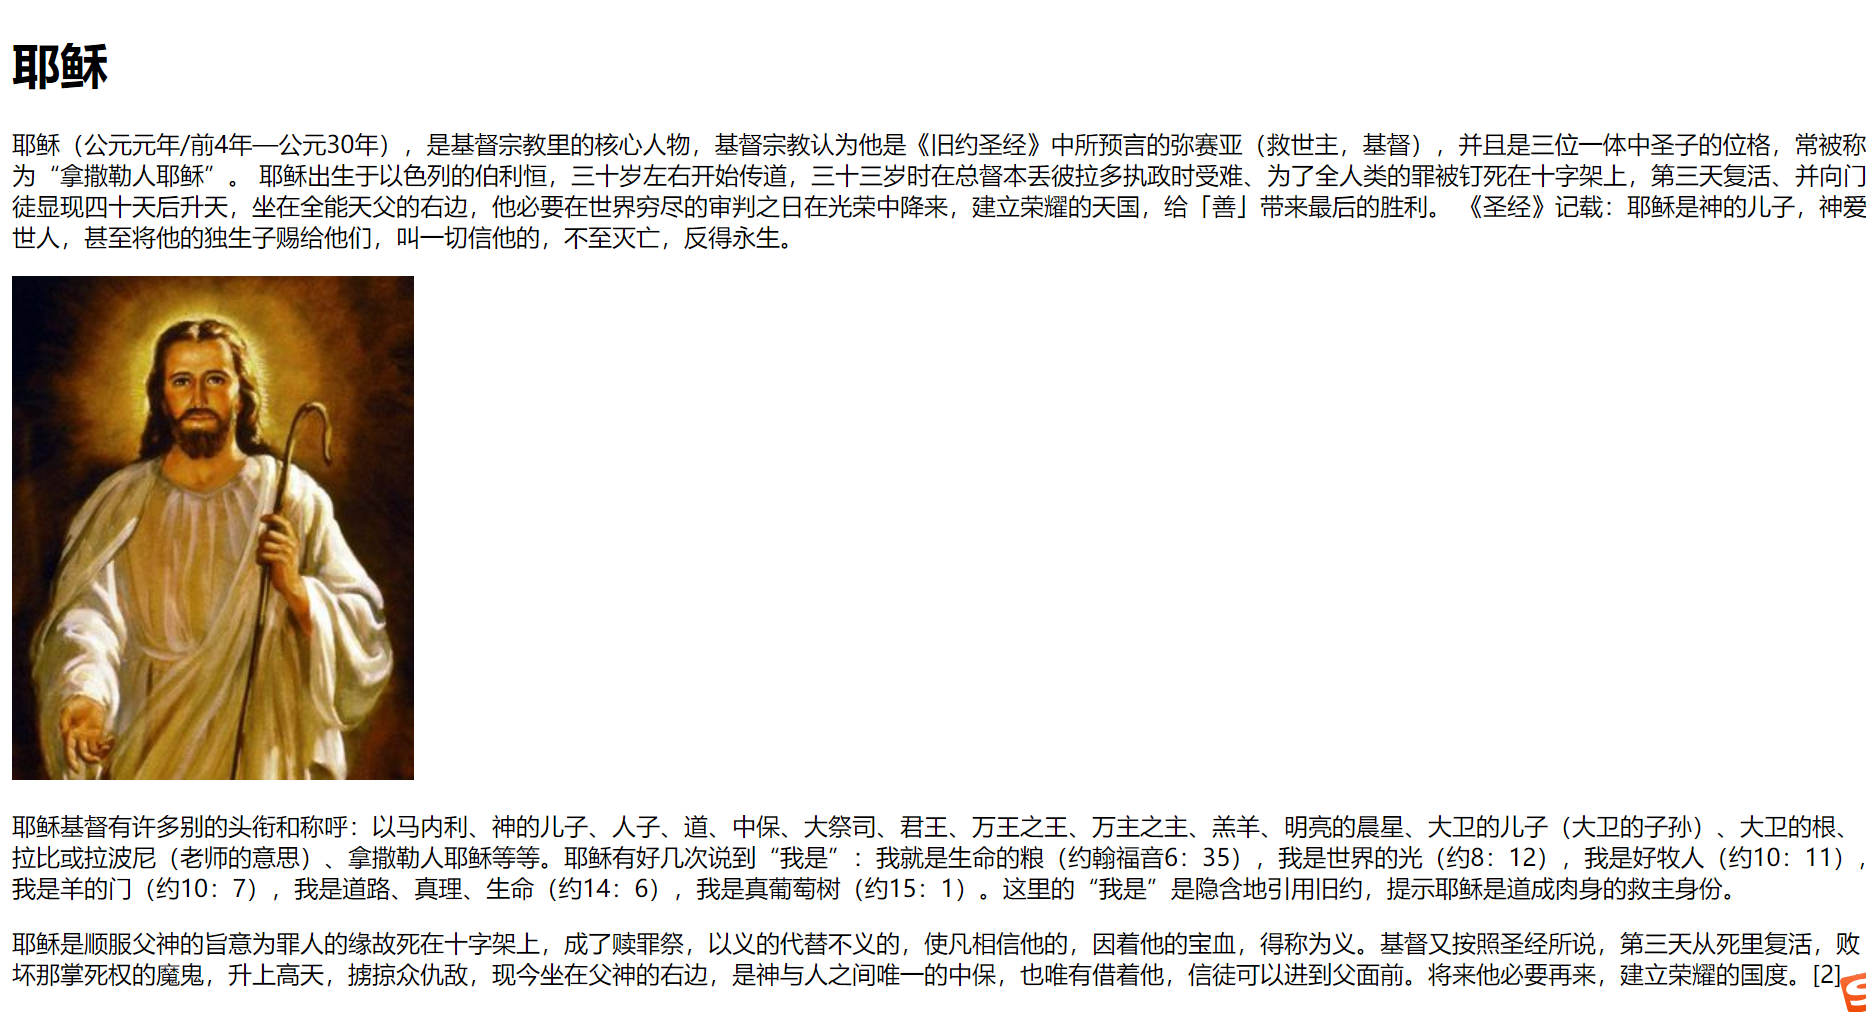 耶稣
耶稣（公元元年/前4年—公元30年），是基督宗教里的核心人物，基督宗教认为他是《旧约圣经》中所预言的弥赛亚（救世主，基督），并且是三位一体中圣子的位格，常被称
为“拿撒勒人耶稣”。 耶稣出生于以色列的伯利恒，三十岁左右开始传道，三十三岁时在总督本丢彼拉多执政时受难、为了全人类的罪被钉死在十字架上，第三天复活、并向门
徒显现四十天后升天，坐在全能天父的右边，他必要在世界穷尽的审判之日在光荣中降来，建立荣耀的天国，给「善」带来最后的胜利。 《圣经》记载：耶稣是神的儿子，神爱
世人，甚至将他的独生子赐给他们，叫一切信他的，不至灭亡，反得永生。
耶稣基督有许多别的头衔和称呼：以马内利、神的儿子、人子、道、中保、大祭司、君王、万王之王、万主之主、羔羊、明亮的晨星、大卫的儿子（大卫的子孙）、大卫的根、
拉比或拉波尼（老师的意思）、拿撒勒人耶稣等等。耶稣有好几次说到“我是”：我就是生命的粮（约翰福音6：35），我是世界的光（约8：12），我是好牧人（约10：11），
我是羊的门（约10：7），我是道路、真理、生命（约14：6），我是真葡萄树（约15：1）。这里的“我是”是隐含地引用旧约，提示耶稣是道成肉身的救主身份。
耶稣是顺服父神的旨意为罪人的缘故死在十字架上，成了赎罪祭，以义的代替不义的，使凡相信他的，因着他的宝血，得称为义。基督又按照圣经所说，第三天从死里复活，败
坏那掌死权的魔鬼，升上高天，掳掠众仇敌，现今坐在父神的右边，是神与人之间唯一的中保，也唯有借着他，信徒可以进到父面前。将来他必要再来，建立荣耀的国度。[2]